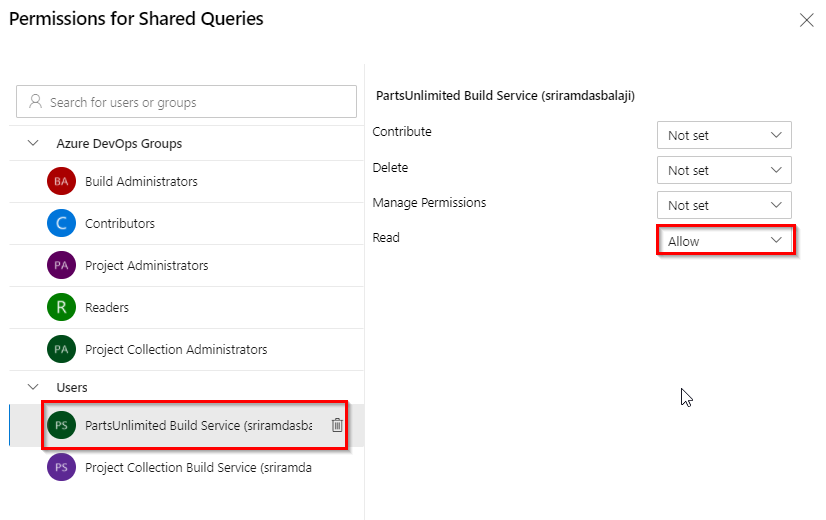 Permissions for Shared Queries
Search for users or groups
Azure DevOps Groups
BA Build Administrators
C Contributors
PA Project Administrators
R Readers
PA Project Collection Administrators
Users
PS PartsUnlimited Build Service (sriramdasba
PS Project Collection Build Service (sriramda
PartsUnlimited Build Service (sriramdasbalaji)
Contribute Not set
Delete Not set
Manage Permissions Not set
Read Allow